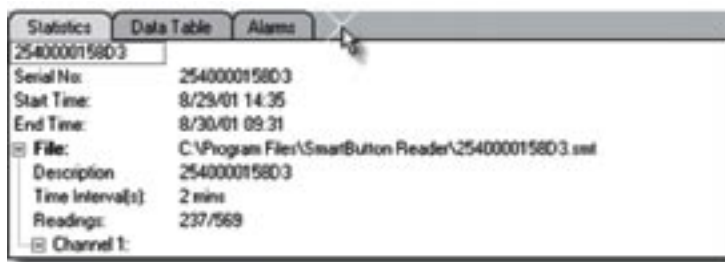 Statistics Data Table Alarms
2540000158D3
Serial No: 2540000158D3
Start Time: 8/29/01 14:35
End Time: 8/30/01 09:31
File: C:\Program Files\SmartButton Reader\2540000158D3.smt
Description 2540000158D3
Time Interval(s): 2 mins
Readings: 237/569
Channel 1: